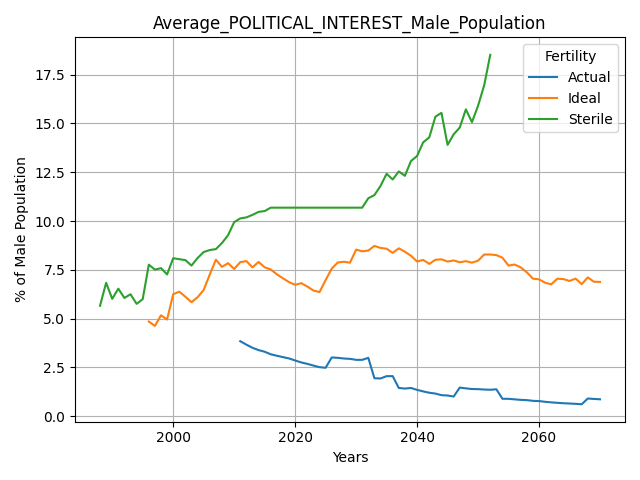 Average_POLITICAL_INTEREST_Male_Population
Fertility
Actual
Ideal
Sterile
% of Male Population
17.5
15.0
12.5
10.0
7.5
5.0
2.5
0.0
2000 2020 2040 2060
Years